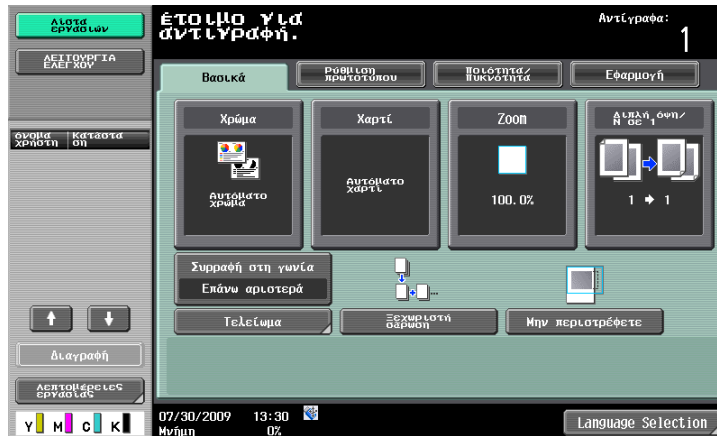 Λίστα
εργασιών
έτοιμο για
αντιγραφή.
Αντίγραφα:
1
ΛΕΙΤΟΥΡΓΙΑ
ΕΛΕΓΧΟΥ
Βασικά
Ρύθμιση
πρωτοτύπου
Ποιότητα/
Πυκνότητα
Εφαρμογή
όνομα
χρήστη
Κατάστα
ση
Χρώμα
Αυτόματο
χρώμα
Χαρτί
Αυτόματο
χαρτί
Zoom
100.0%
Διπλή όψη/
N σε 1
1 ➡ 1
Συρραφή στη γωνία
Επάνω αριστερά
Τελείωμα
Ξεχωριστή
σάρωση
Μην περιστρέφετε
Διαγραφή
Λεπτομέρειες
εργασίας
Y M C K
07/30/2009 13:30
Μνήμη 0%
Language Selection